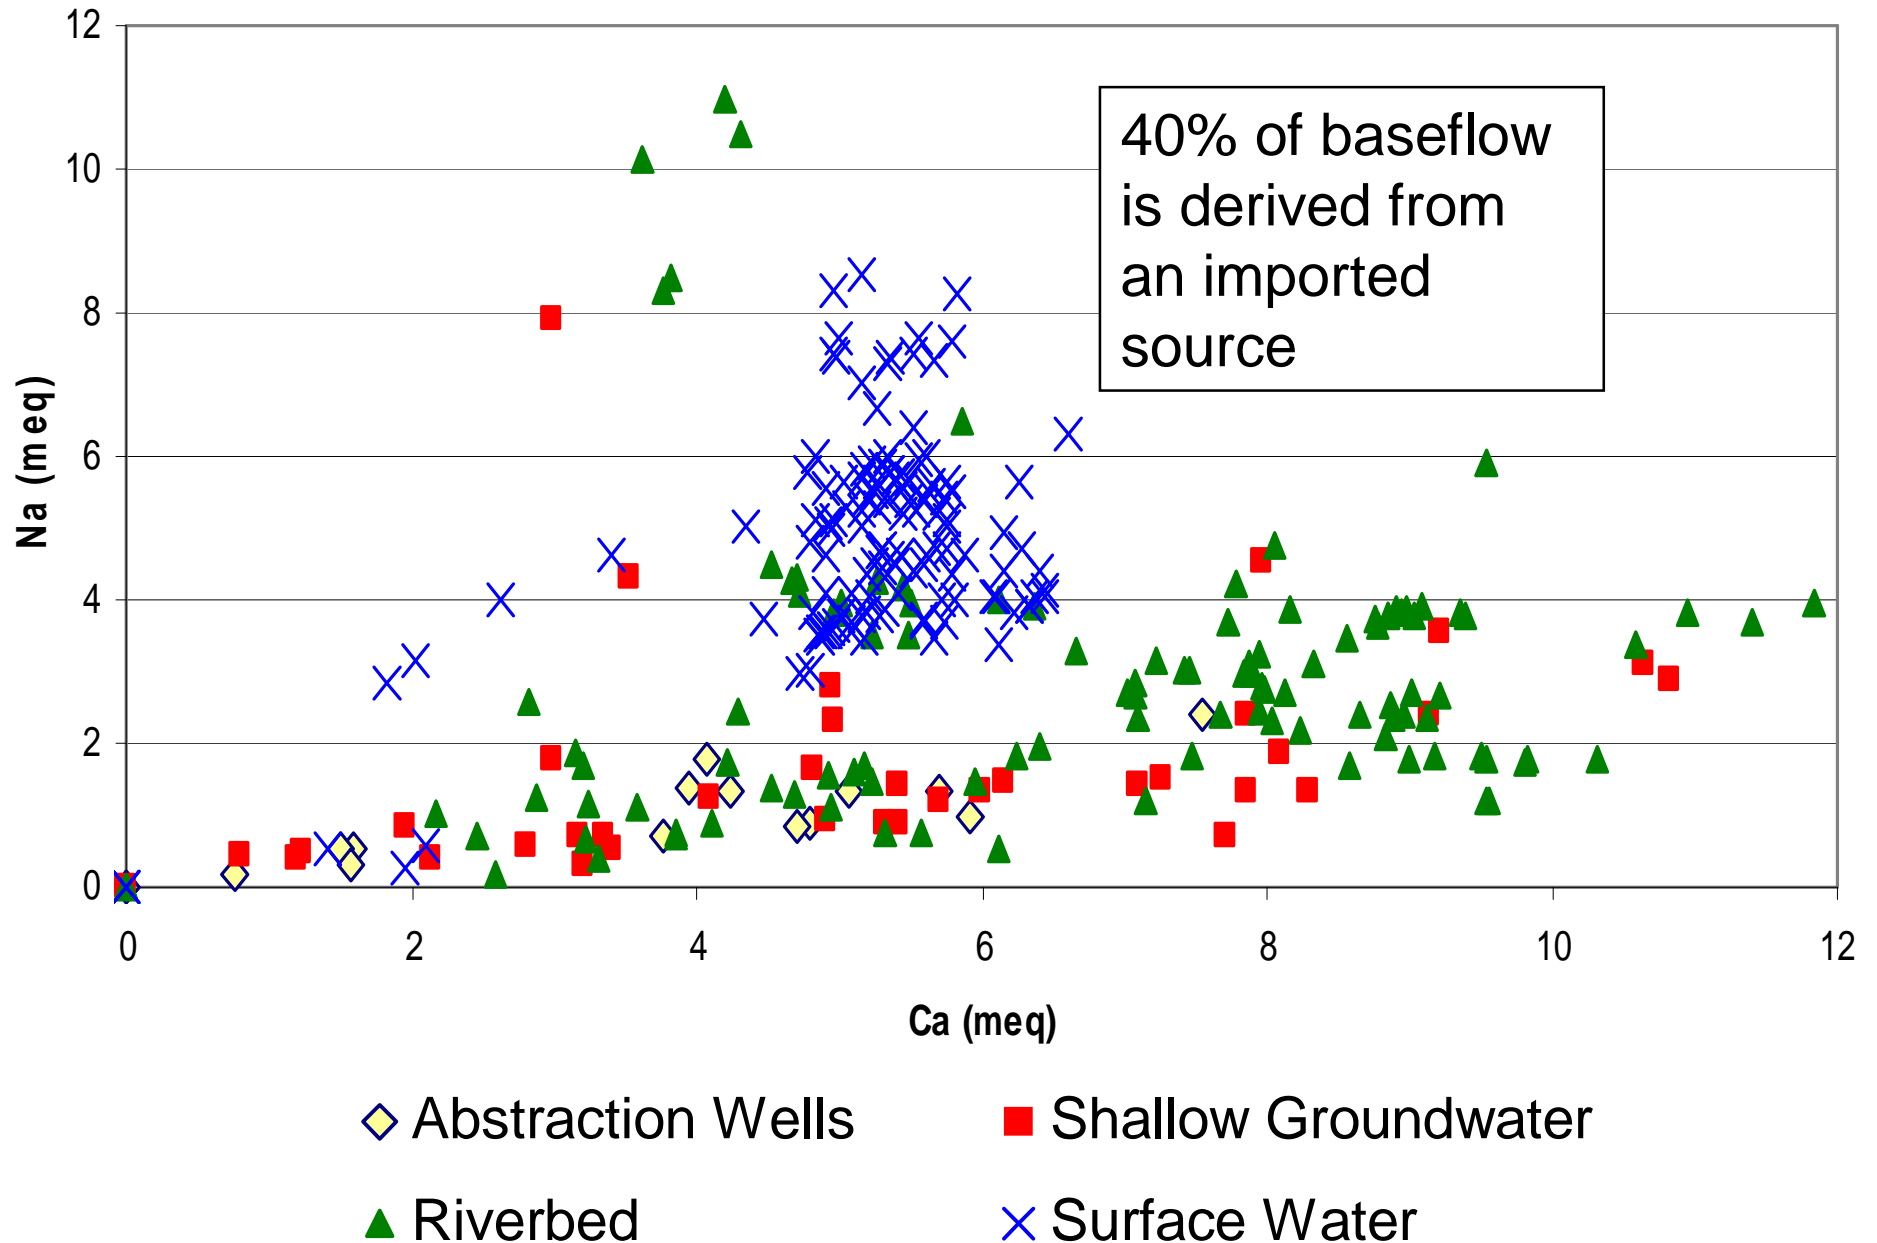 12
10
8
6
4
2
0
Na (meq)
40% of baseflow
is derived from
an imported
source
0 2 4 6 8 10 12
Ca (meq)
Abstraction Wells Shallow Groundwater
Riverbed Surface Water